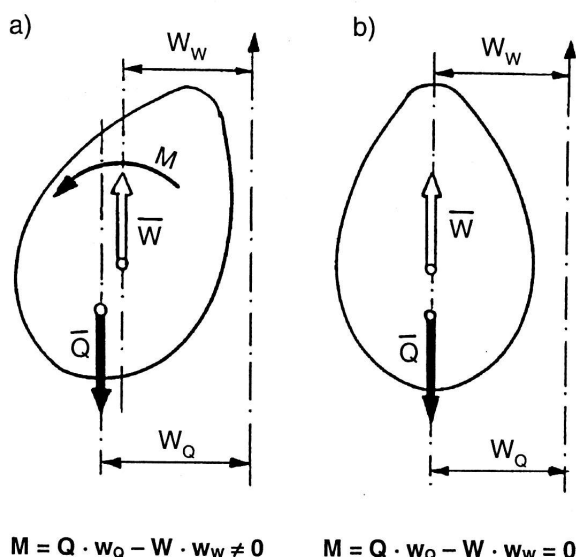 a)
W_W
M
W̅
Q̅
W_Q
M = Q · w_Q – W · w_W ≠ 0
b)
W_W
W̅
Q̅
W_Q
M = Q · w_Q – W · w_W = 0